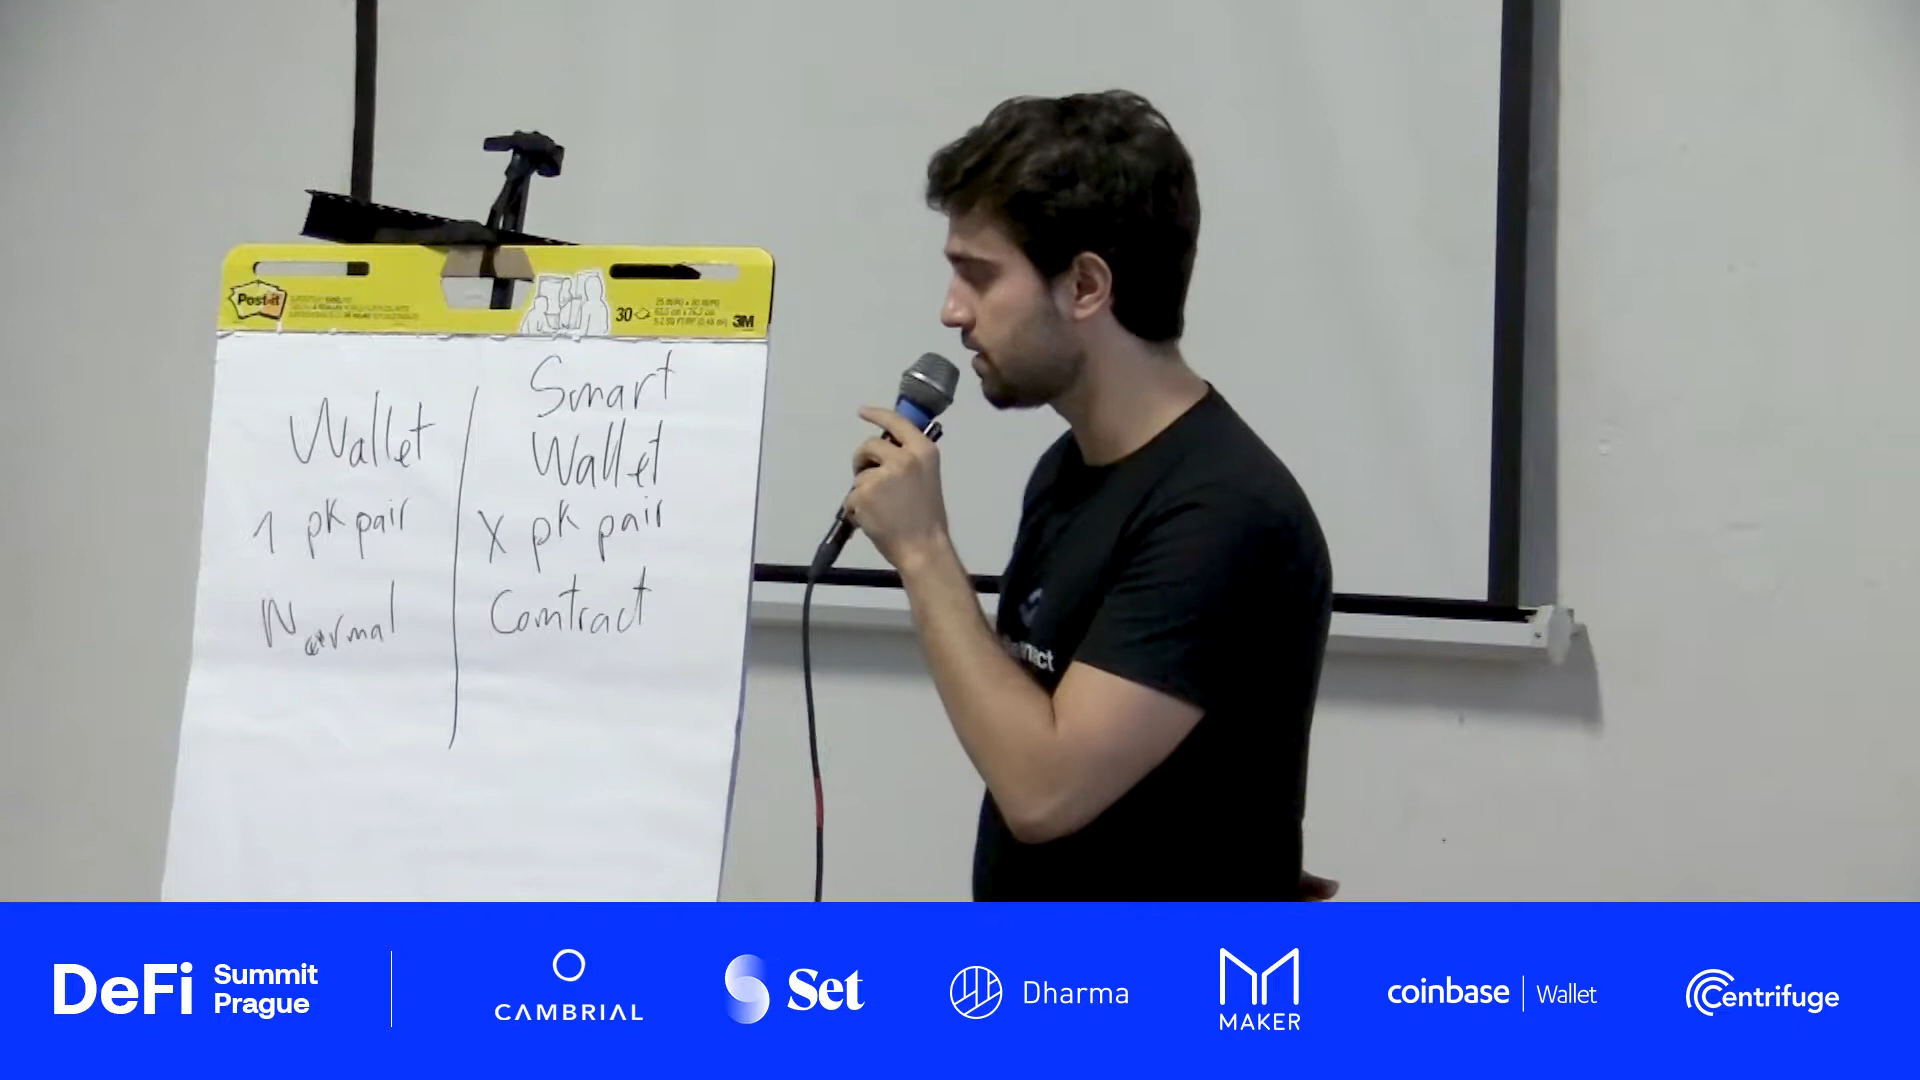 Post-it
30
3M
Smart
Wallet
Wallet
1 pk pair
X pk pair
Normal
Contract
DeFi
Summit
Prague
CAMBRIAL
Set
Dharma
MAKER
coinbase
Wallet
Centrifuge